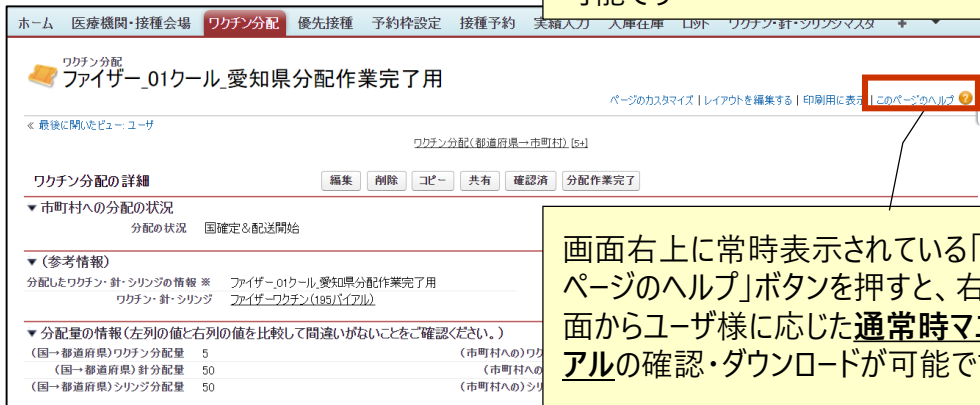 可能です
ホーム 医療機関・接種会場 ワクチン分配 優先接種 予約枠設定 接種予約 実績入力 入庫在庫 ロット ワクチン・針・シリンジマスタ +
ワクチン分配
ファイザー_01クール_愛知県分配作業完了用
ページのカスタマイズ | レイアウトを編集する | 印刷用に表示 | このページのヘルプ ?
« 最後に開いたビュー: ユーザ
ワクチン分配(都道府県→市町村) [5+]
ワクチン分配の詳細 編集 削除 コピー 共有 確認済 分配作業完了
▼ 市町村への分配の状況
分配の状況 国確定&配送開始
▼ (参考情報)
分配したワクチン・針・シリンジの情報 ※ ファイザー_01クール_愛知県分配作業完了用
ワクチン・針・シリンジ ファイザーワクチン(195バイアル)
▼ 分配量の情報(左列の値と右列の値を比較して間違いがないことをご確認ください。)
(国→都道府県)ワクチン分配量 5 (市町村への)ワク
(国→都道府県)針分配量 50 (市町村への
(国→都道府県)シリンジ分配量 50 (市町村への)シリ
画面右上に常時表示されている「
ページのヘルプ」ボタンを押すと、右
面からユーザ様に応じた通常時マニ
アルの確認・ダウンロードが可能で